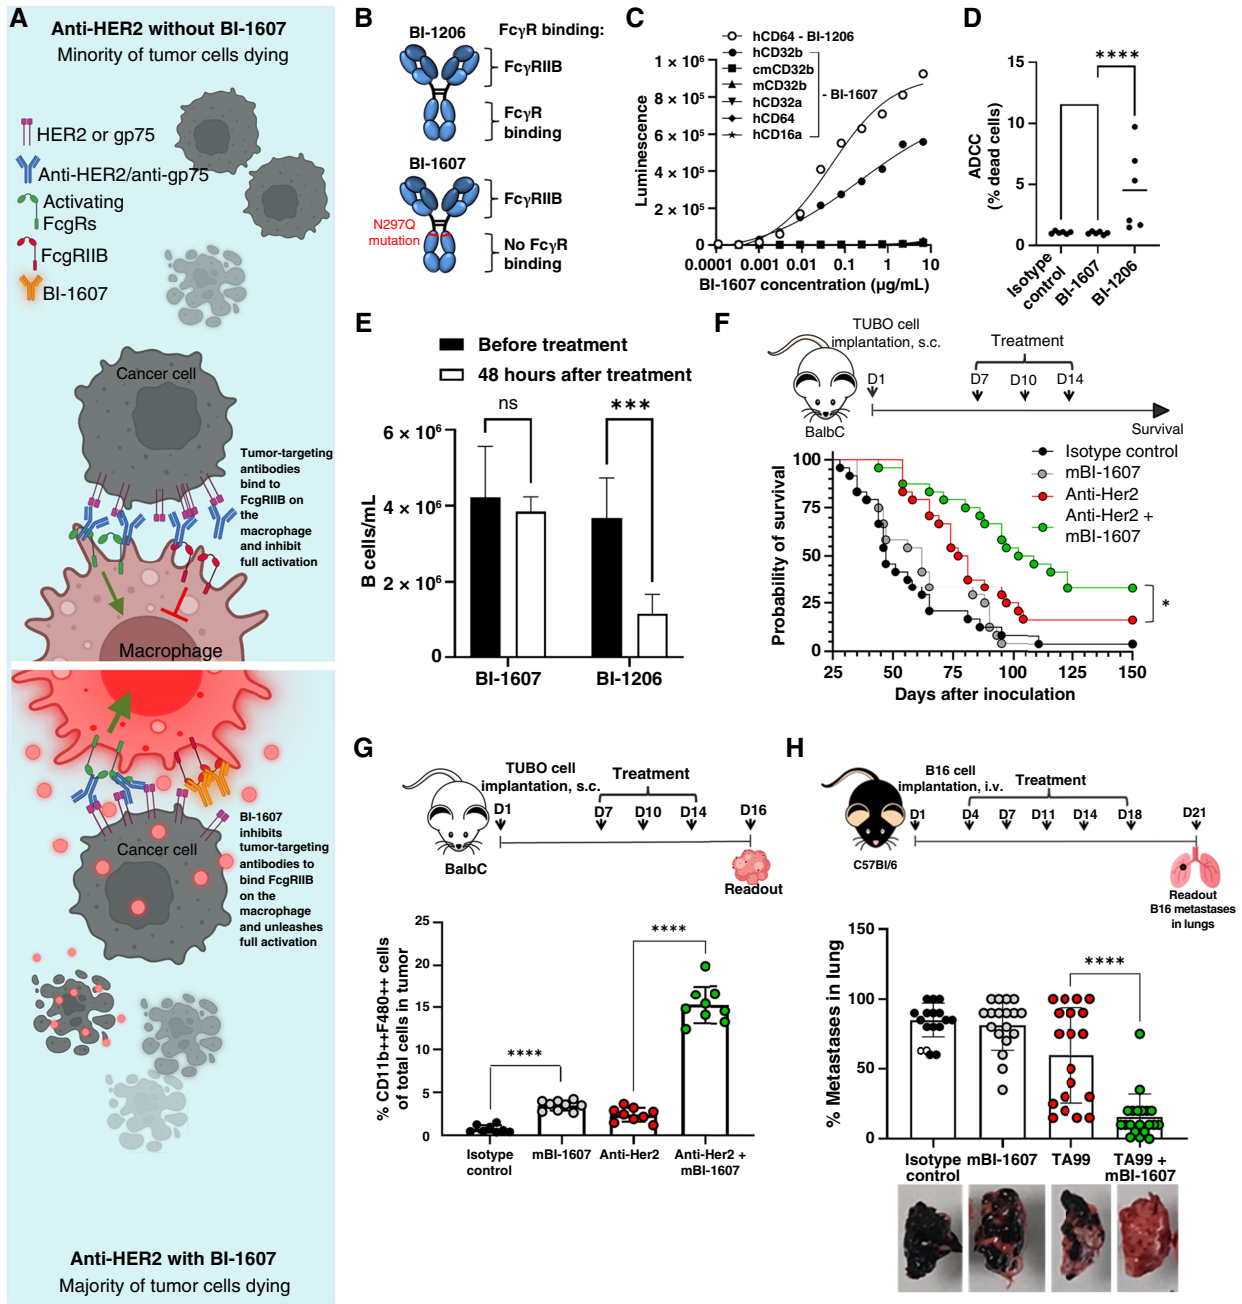 A
Anti-HER2 without BI-1607
Minority of tumor cells dying
HER2 or gp75
Anti-HER2/anti-gp75
Activating
FcgRs
FcgRIIB
BI-1607
Cancer cell
Tumor-targeting
antibodies
bind to
FcgRIIB on
the
macrophage
and inhibit
full activation
Macrophage
BI-1607
inhibits
tumor-targeting
antibodies to
bind FcgRIIB
on the
macrophage
and unleashes
full activation
Cancer cell
Anti-HER2 with BI-1607
Majority of tumor cells dying
B
BI-1206
FcγR binding:
FcγRIIB
FcγR
binding
BI-1607
FcγRIIB
N297Q
mutation
No FcγR
binding
C
hCD64 - BI-1206
hCD32b
cmCD32b
mCD32b
hCD32a
hCD64
hCD16a
- BI-1607
Luminescence
1 × 10⁶
8 × 10⁵
6 × 10⁵
4 × 10⁵
2 × 10⁵
0
0.0001 0.001 0.01 0.1 1 10
BI-1607 concentration (μg/mL)
D
****
ADCC
(% dead cells)
15
10
5
0
Isotype
control
BI-1607
BI-1206
E
Before treatment
48 hours after treatment
ns
***
B cells/mL
6 × 10⁶
4 × 10⁶
2 × 10⁶
0
BI-1607
BI-1206
F
TUBO cell
implantation, s.c.
Treatment
D1
D7
D10
D14
BalbC
Survival
Isotype control
mBI-1607
Anti-Her2
Anti-Her2 +
mBI-1607
Probability of survival
100
75
50
25
0
*
25 50 75 100 125 150
Days after inoculation
G
TUBO cell
implantation, s.c.
Treatment
D1
D7
D10
D14
D16
BalbC
Readout
% CD11b++F480++ cells
of total cells in tumor
25
20
15
10
5
0
****
****
Isotype
control
mBI-1607
Anti-Her2
Anti-Her2 +
mBI-1607
H
B16 cell
implantation, i.v.
Treatment
D1
D4
D7
D11
D14
D18
D21
C57Bl/6
Readout
B16 metastases
in lungs
% Metastases in lung
150
100
50
0
****
Isotype
control
mBI-1607
TA99
TA99 +
mBI-1607